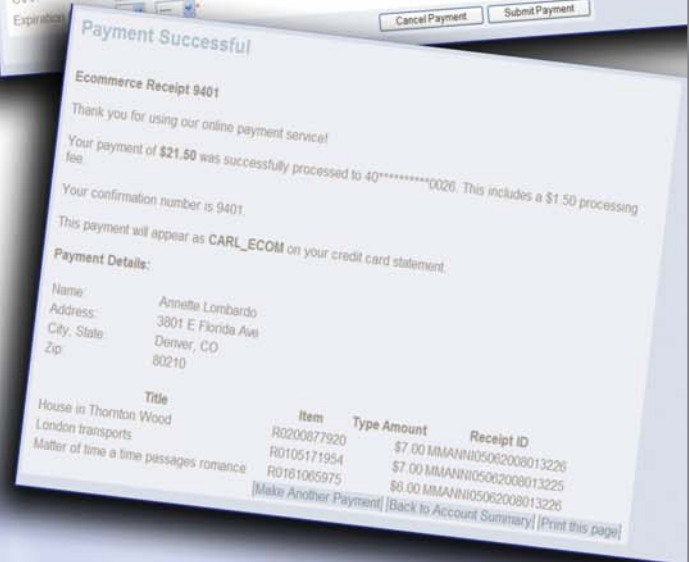 Expiration
Cancel Payment Submit Payment
Payment Successful
Ecommerce Receipt 9401
Thank you for using our online payment service!
Your payment of $21.50 was successfully processed to 40**********0026. This includes a $1.50 processing
fee.
Your confirmation number is 9401.
This payment will appear as CARL_ECOM on your credit card statement.
Payment Details:
Name: Annette Lombardo
Address: 3801 E Florida Ave
City, State: Denver, CO
Zip: 80210
Title Item Type Amount Receipt ID
House in Thornton Wood R0200877920 $7.00 MMANNI05062008013226
London transports R0105171954 $7.00 MMANNI05062008013225
Matter of time a time passages romance R0161065975 $6.00 MMANNI05062008013226
[Make Another Payment] [Back to Account Summary] [Print this page]